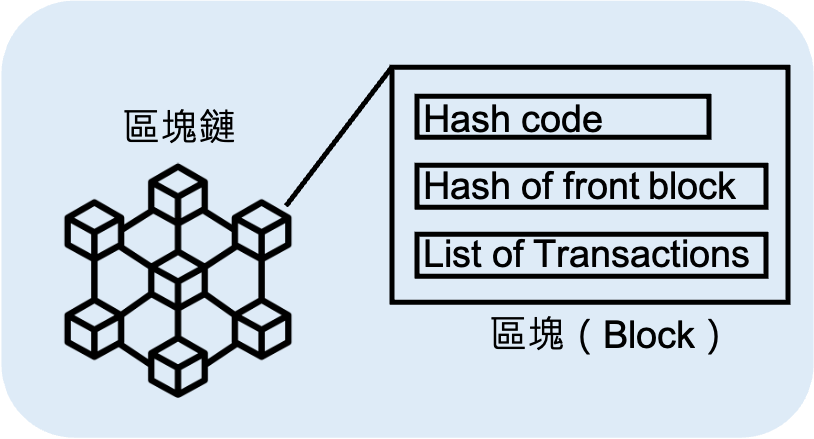 區塊鏈
Hash code
Hash of front block
List of Transactions
區塊（Block）